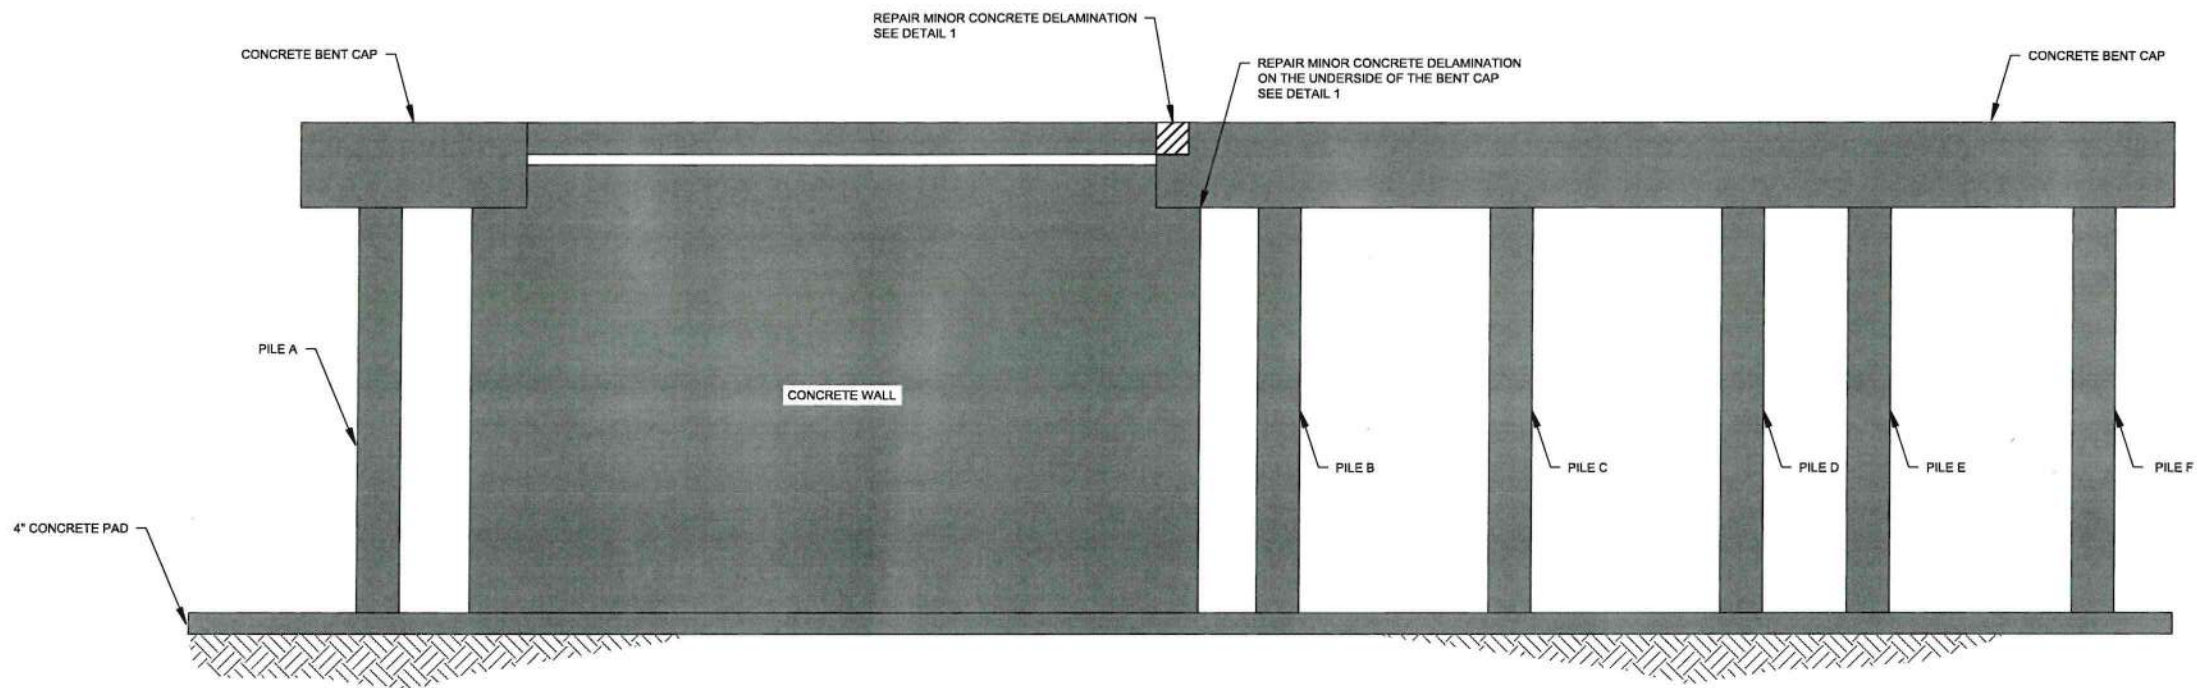 REPAIR MINOR CONCRETE DELAMINATION
SEE DETAIL 1
CONCRETE BENT CAP
REPAIR MINOR CONCRETE DELAMINATION
ON THE UNDERSIDE OF THE BENT CAP
SEE DETAIL 1
CONCRETE BENT CAP
PILE A
CONCRETE WALL
PILE B
PILE C
PILE D
PILE E
PILE F
4" CONCRETE PAD